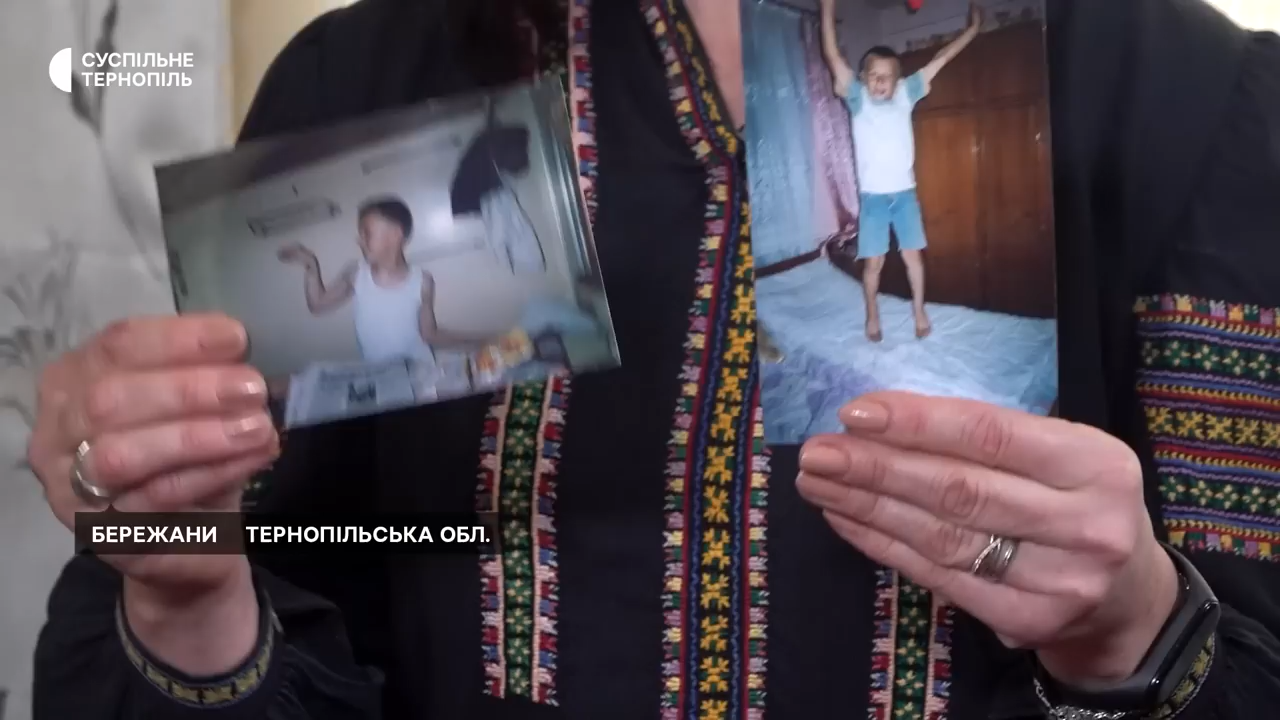 СУСПІЛЬНЕ
ТЕРНОПІЛЬ
БЕРЕЖАНИ ТЕРНОПІЛЬСЬКА ОБЛ.